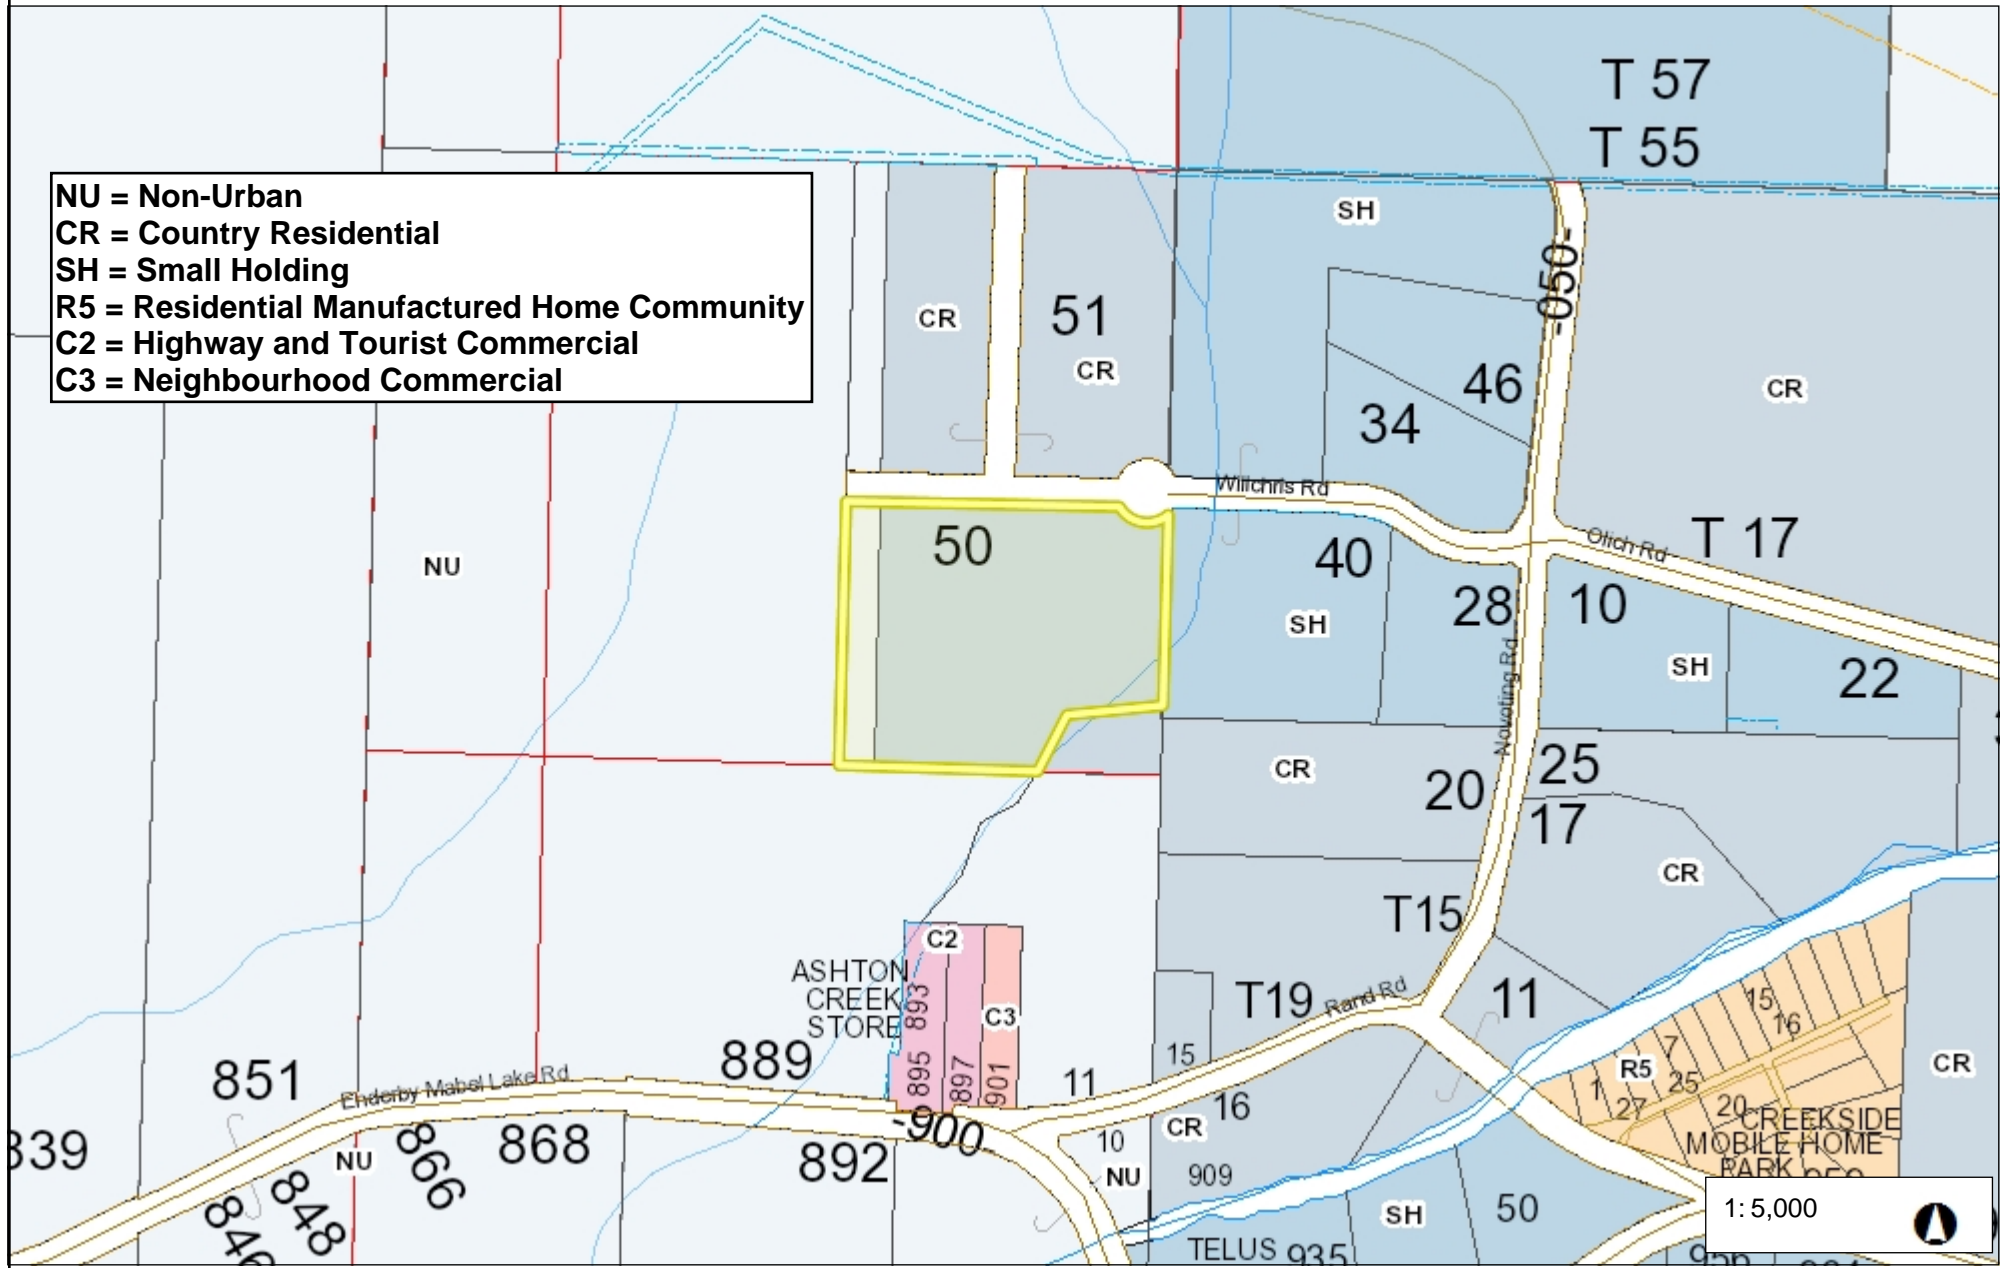 T 57
T 55
NU = Non-Urban
CR = Country Residential
SH = Small Holding
R5 = Residential Manufactured Home Community
C2 = Highway and Tourist Commercial
C3 = Neighbourhood Commercial
SH
-050-
CR
51
CR
46
34
CR
Willchris Rd
50
NU
40
28
Olich Rd
T 17
10
SH
SH
22
Novoting Rd
CR
20
25
17
CR
T15
C2
ASHTON
CREEK
STORE
893
895
897
C3
901
T19
Rand Rd
11
15
16
R5
7
1
25
27
20
CR
CREEKSIDE
MOBILE HOME
PARK
851
Enderby Mabel Lake Rd
889
11
15
16
CR
10
909
-900
839
NU
866
868
892
NU
848
846
SH
50
TELUS
935
1: 5,000